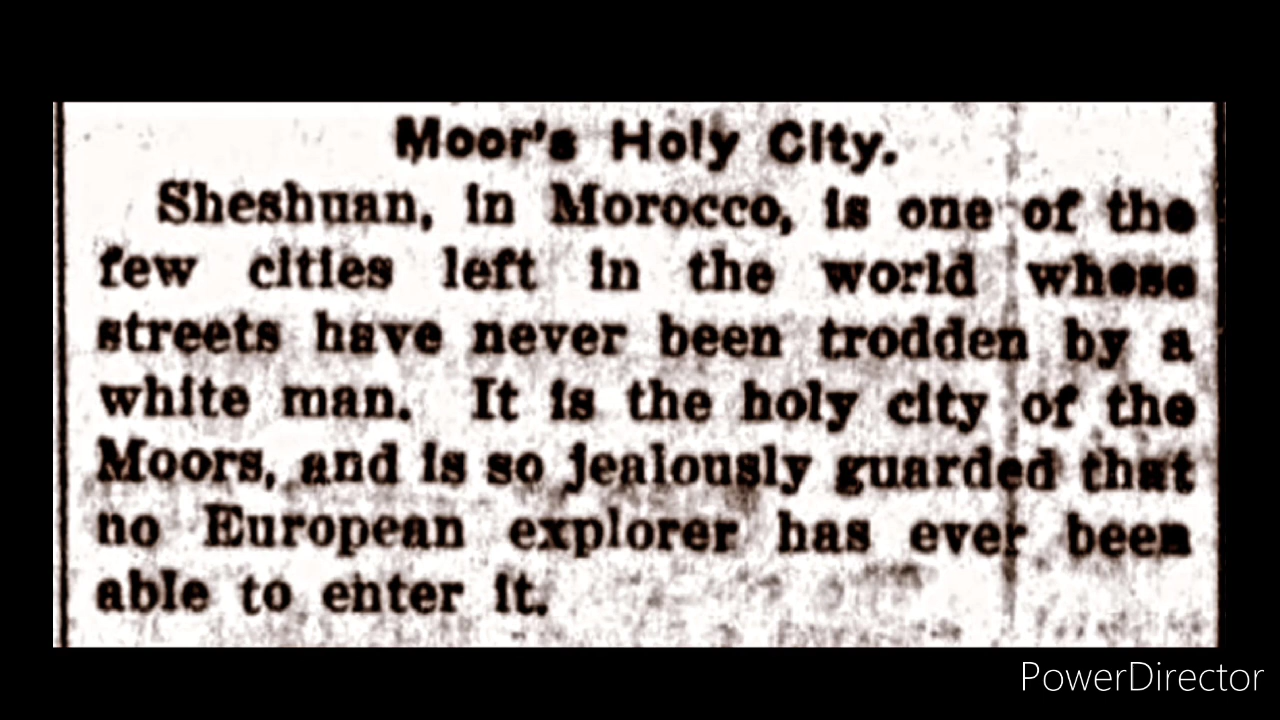 Moor's Holy City.
Sheshuan, in Morocco, is one of the
few cities left in the world whose
streets have never been trodden by a
white man. It is the holy city of the
Moors, and is so jealously guarded that
no European explorer has ever been
able to enter it.
PowerDirector